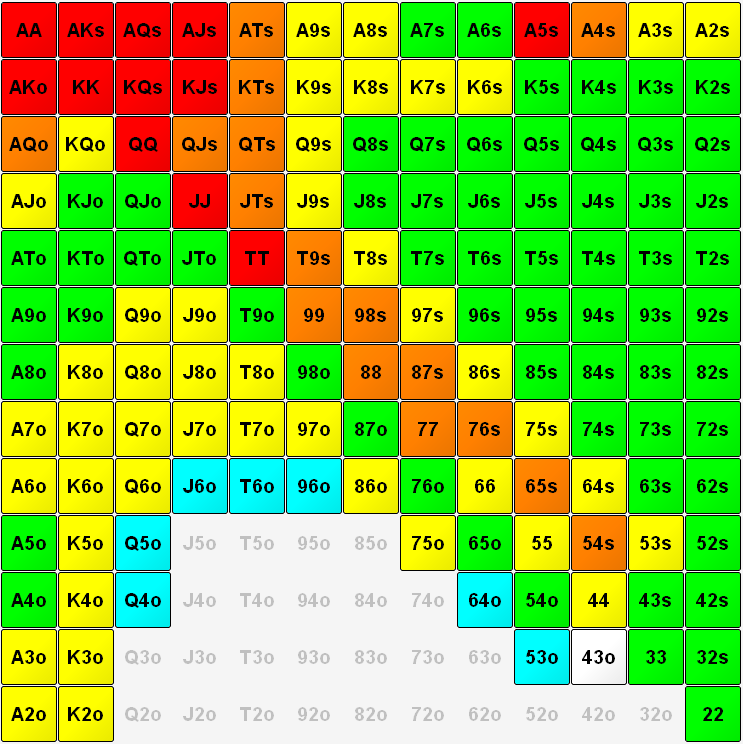 AA AKs AQs AJs ATs A9s A8s A7s A6s A5s A4s A3s A2s
AKo KK KQs KJs KTs K9s K8s K7s K6s K5s K4s K3s K2s
AQo KQo QQ QJs QTs Q9s Q8s Q7s Q6s Q5s Q4s Q3s Q2s
AJo KJo QJo JJ JTs J9s J8s J7s J6s J5s J4s J3s J2s
ATo KTo QTo JTo TT T9s T8s T7s T6s T5s T4s T3s T2s
A9o K9o Q9o J9o T9o 99 98s 97s 96s 95s 94s 93s 92s
A8o K8o Q8o J8o T8o 98o 88 87s 86s 85s 84s 83s 82s
A7o K7o Q7o J7o T7o 97o 87o 77 76s 75s 74s 73s 72s
A6o K6o Q6o J6o T6o 96o 86o 76o 66 65s 64s 63s 62s
A5o K5o Q5o J5o T5o 95o 85o 75o 65o 55 54s 53s 52s
A4o K4o Q4o J4o T4o 94o 84o 74o 64o 54o 44 43s 42s
A3o K3o Q3o J3o T3o 93o 83o 73o 63o 53o 43o 33 32s
A2o K2o Q2o J2o T2o 92o 82o 72o 62o 52o 42o 32o 22